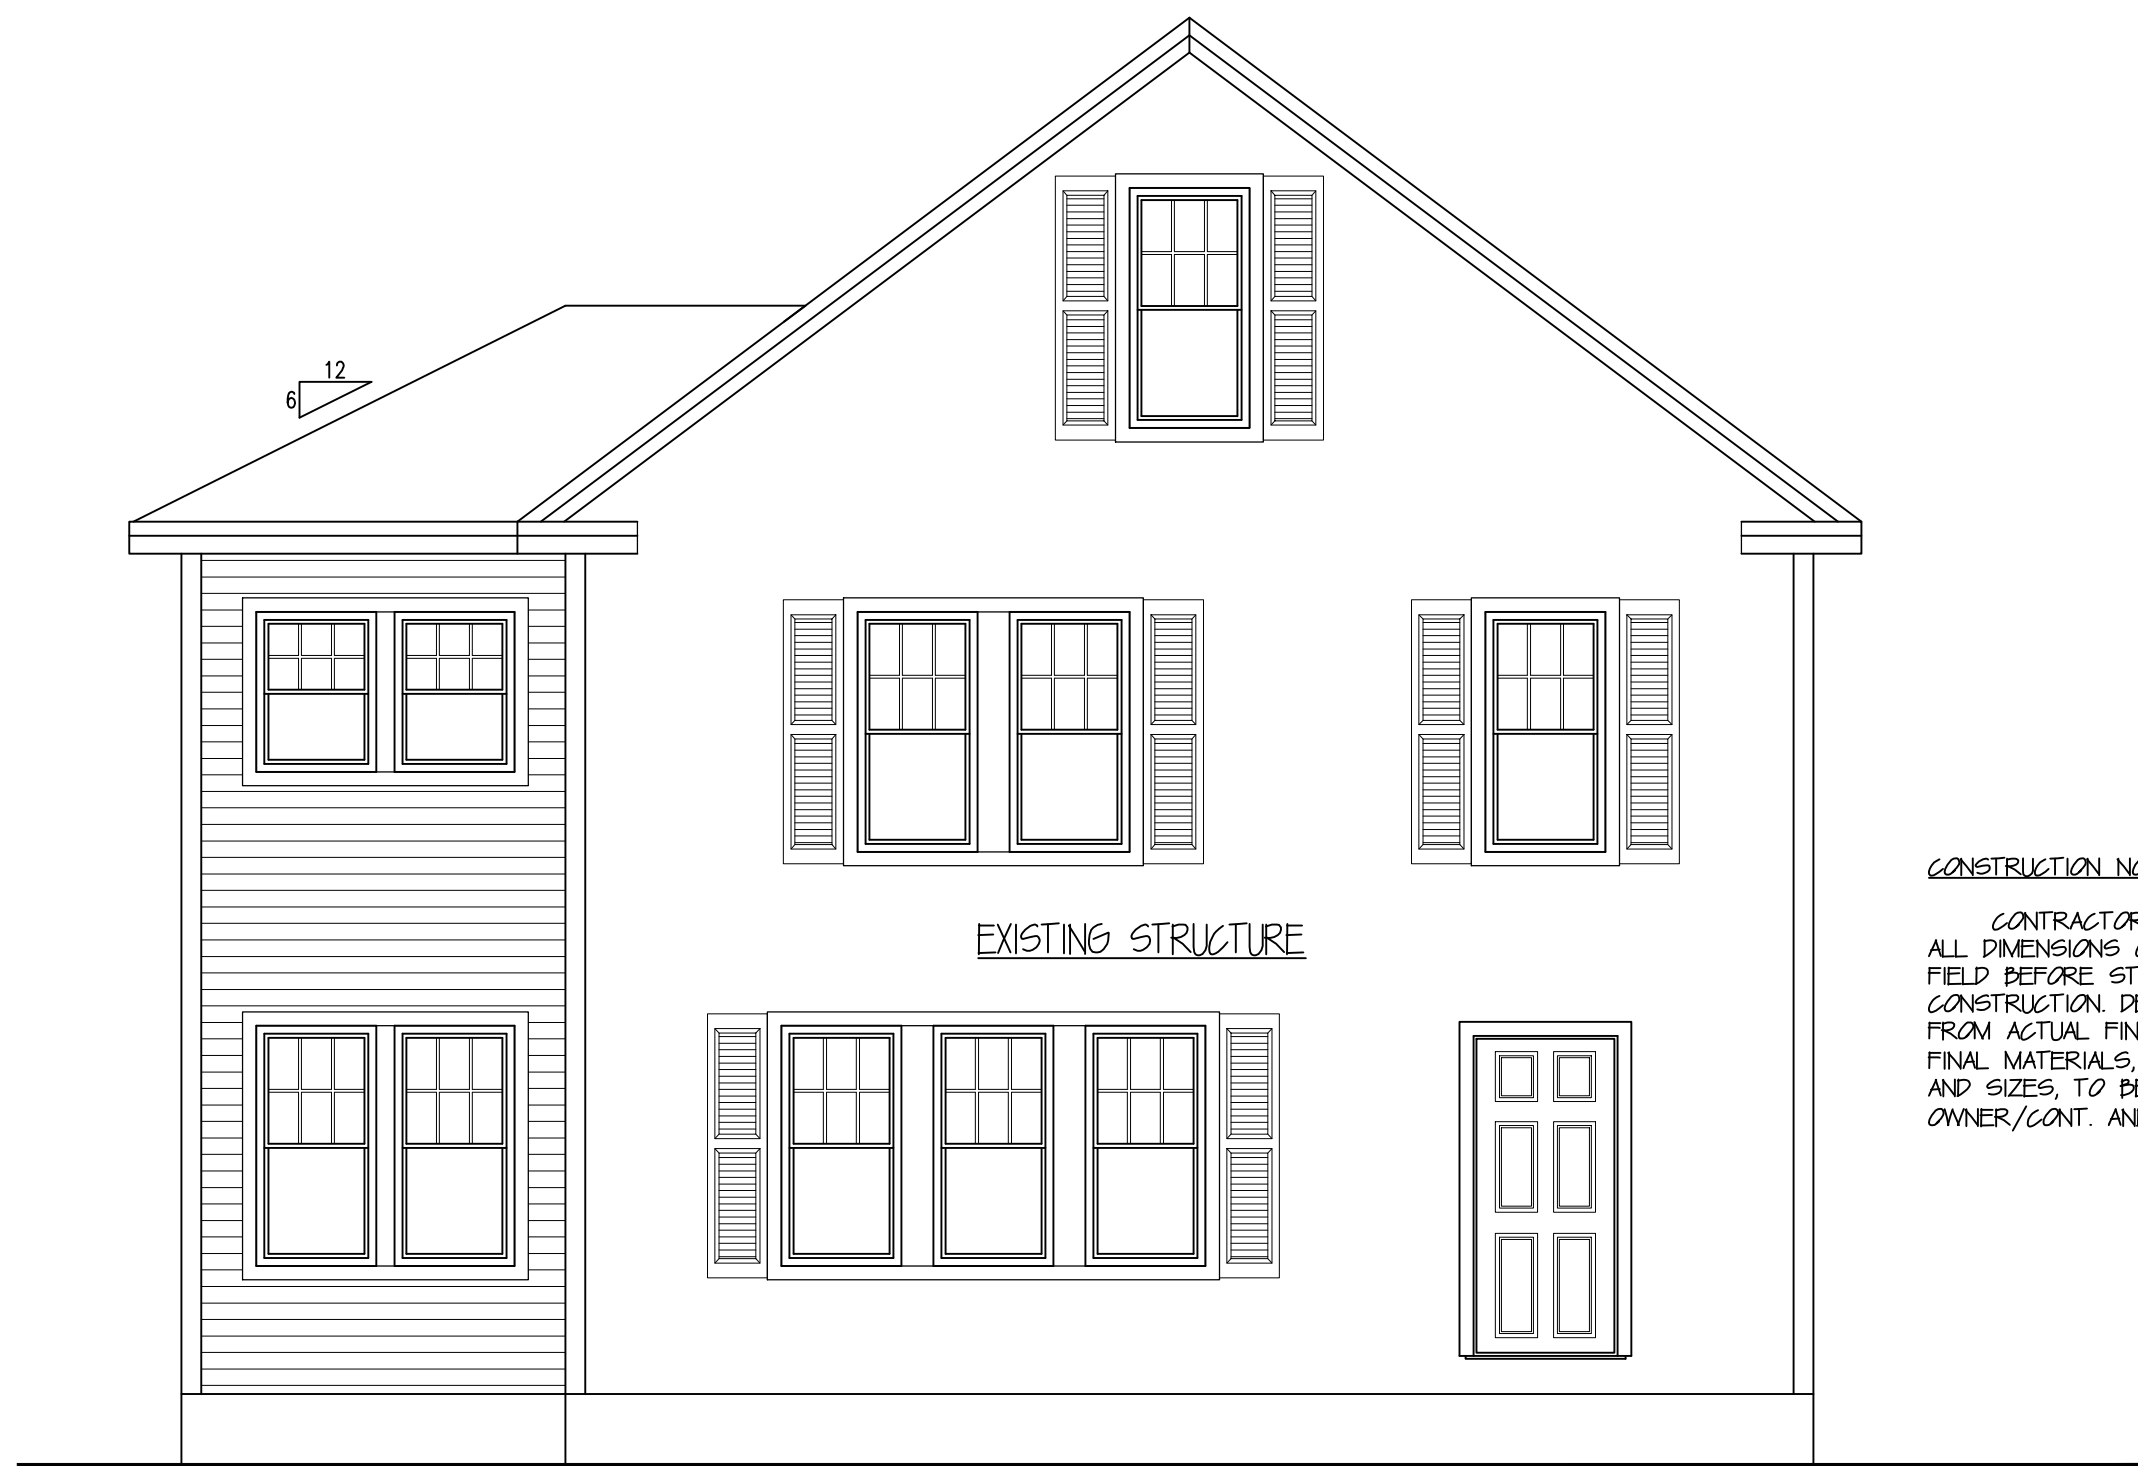 12
6
EXISTING STRUCTURE
CONSTRUCTION
CONTRACTOR
ALL DIMENSIONS
FIELD BEFORE
CONSTRUCTION.
FROM ACTUAL
FINAL MATERIALS,
AND SIZES, TO
OWNER/CONT.